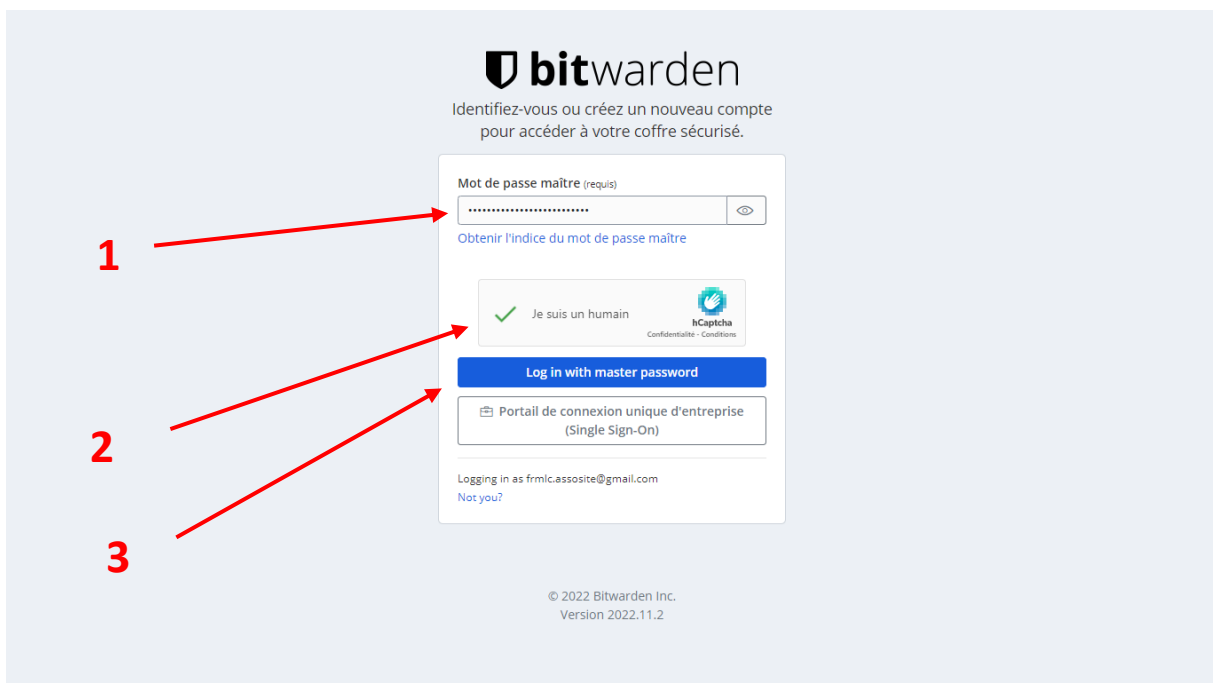 bitwarden
Identifiez-vous ou créez un nouveau compte
pour accéder à votre coffre sécurisé.
Mot de passe maître (requis)
•••••••••••••••••••••••••
1
Obtenir l'indice du mot de passe maître
Je suis un humain
hCaptcha
Confidentialité - Conditions
Log in with master password
Portail de connexion unique d'entreprise
(Single Sign-On)
2
Logging in as frmlc.assosite@gmail.com
Not you?
3
© 2022 Bitwarden Inc.
Version 2022.11.2